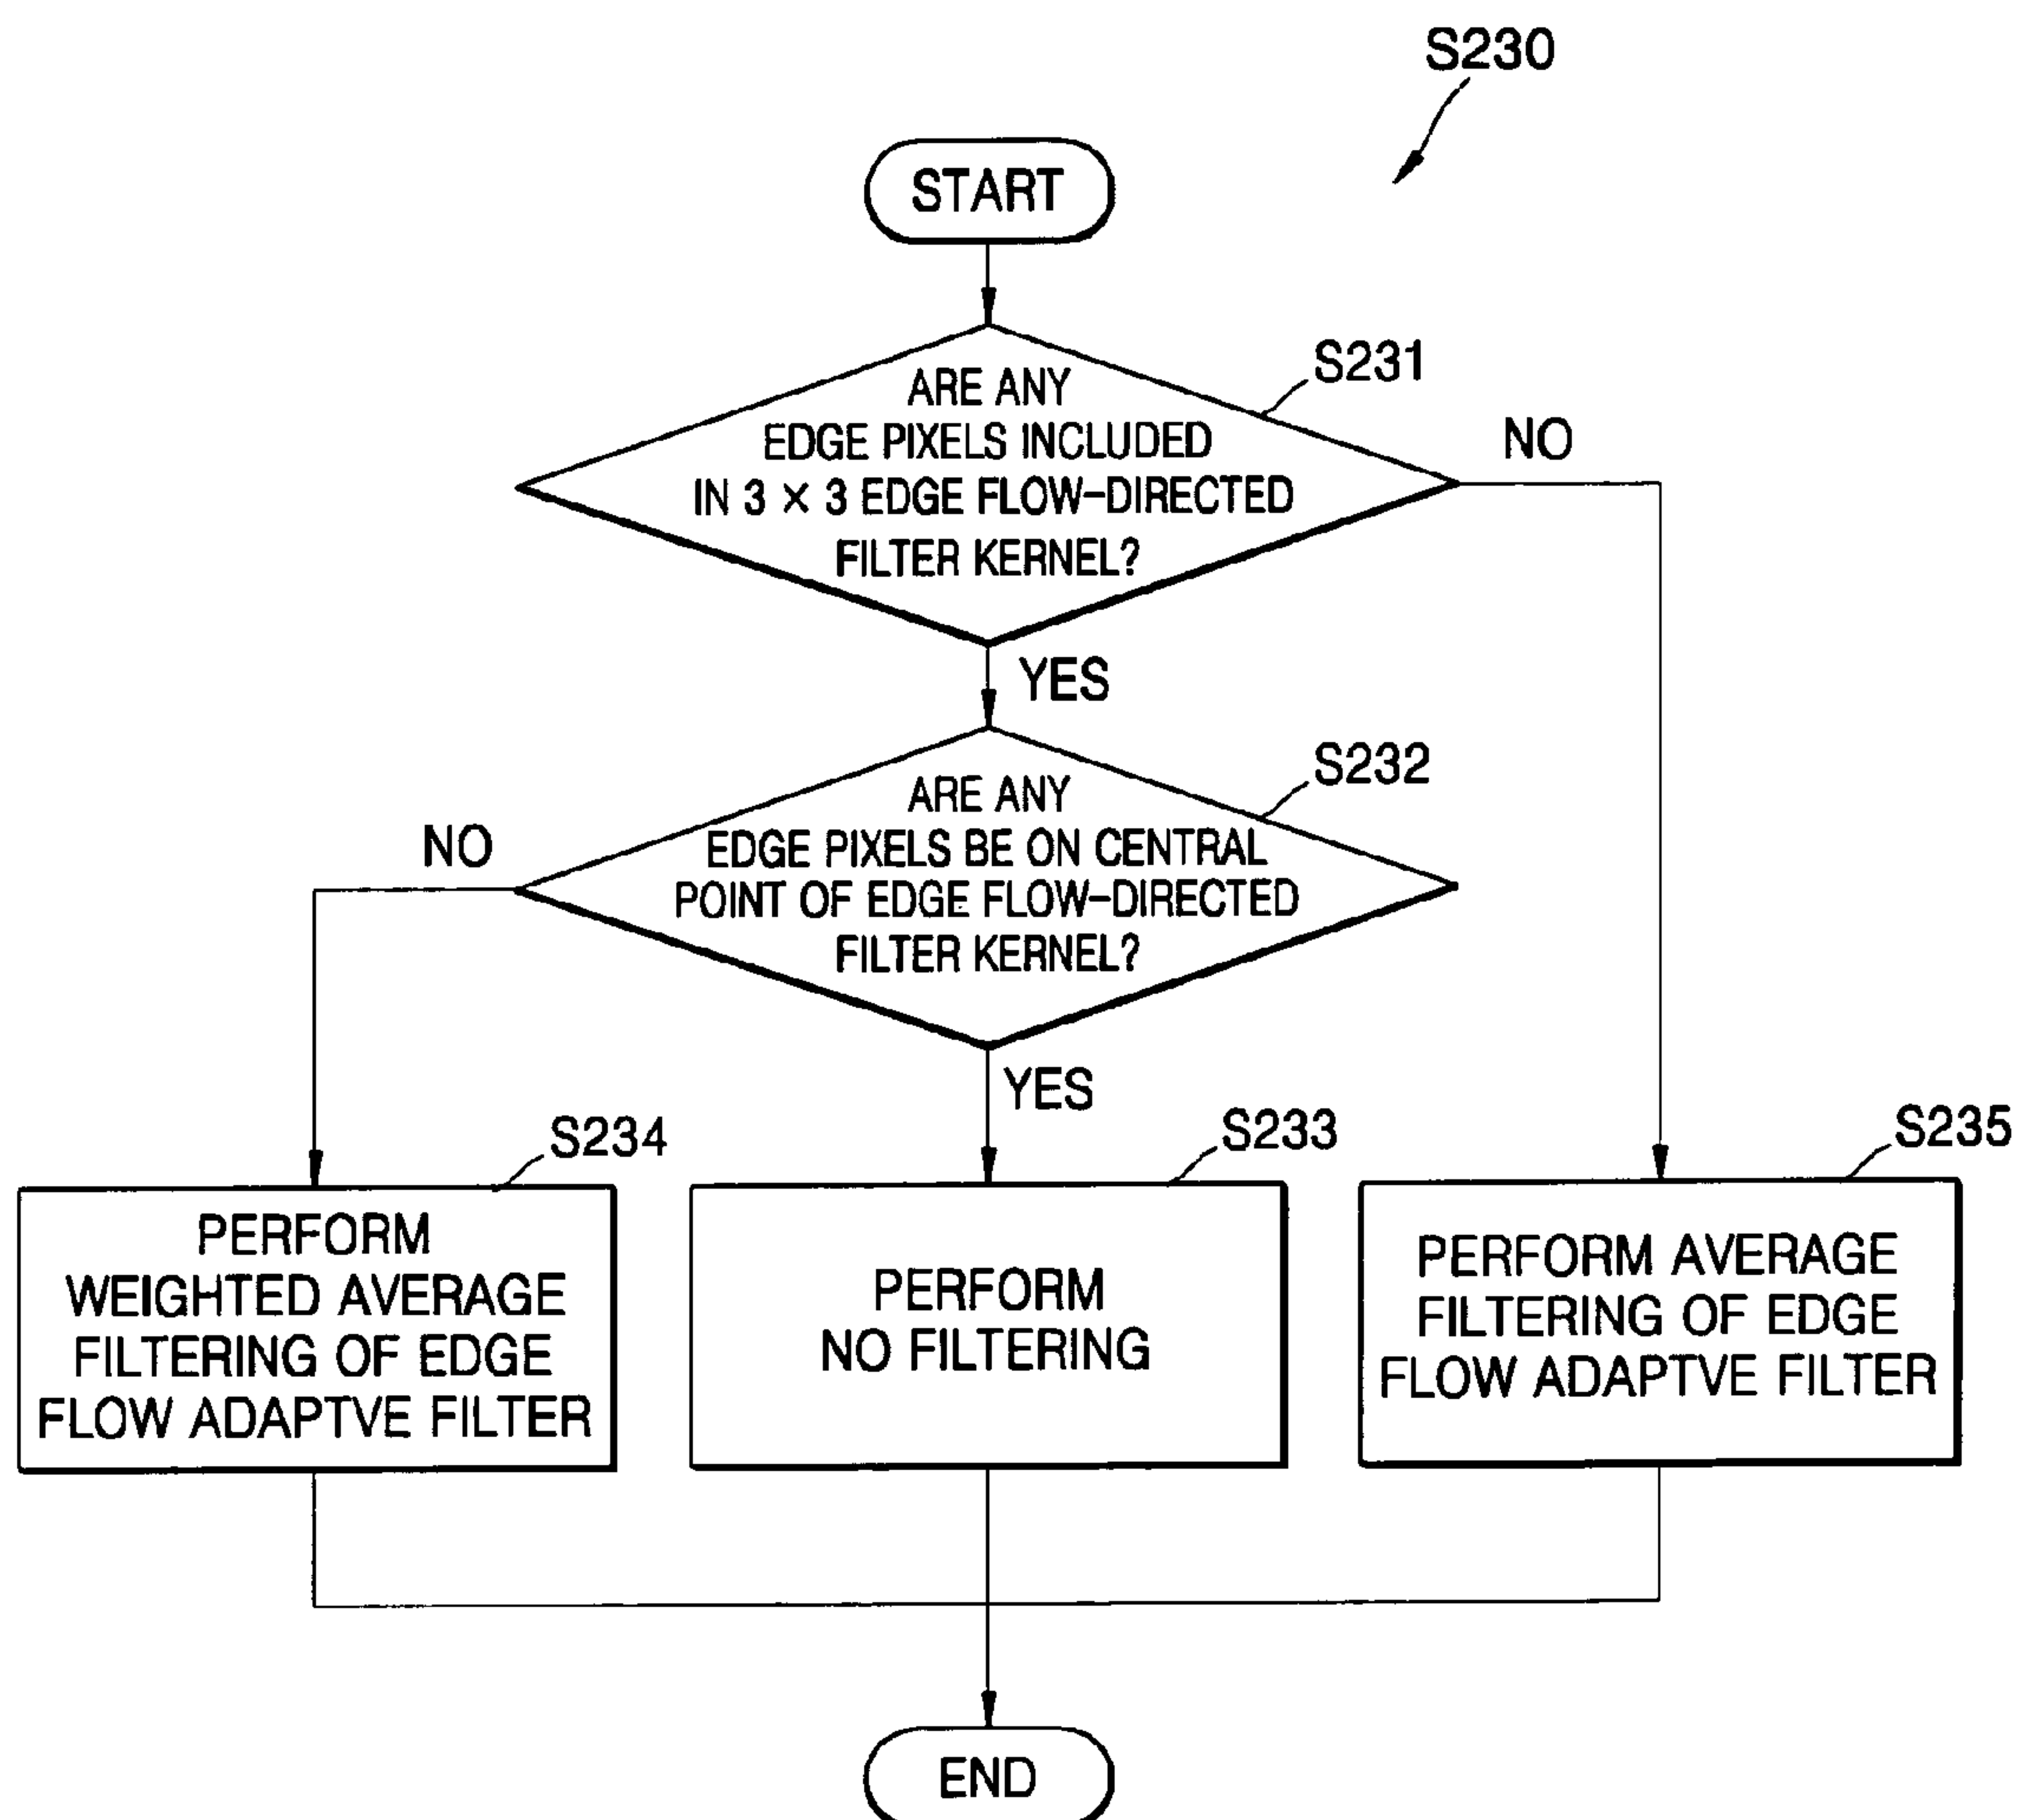 S230
START
S231
ARE ANY
EDGE PIXELS INCLUDED
IN 3 × 3 EDGE FLOW-DIRECTED
FILTER KERNEL?
NO
YES
S232
ARE ANY
EDGE PIXELS BE ON CENTRAL
POINT OF EDGE FLOW-DIRECTED
FILTER KERNEL?
NO
YES
S234
PERFORM
WEIGHTED AVERAGE
FILTERING OF EDGE
FLOW ADAPTVE FILTER
S233
PERFORM
NO FILTERING
S235
PERFORM AVERAGE
FILTERING OF EDGE
FLOW ADAPTVE FILTER
END